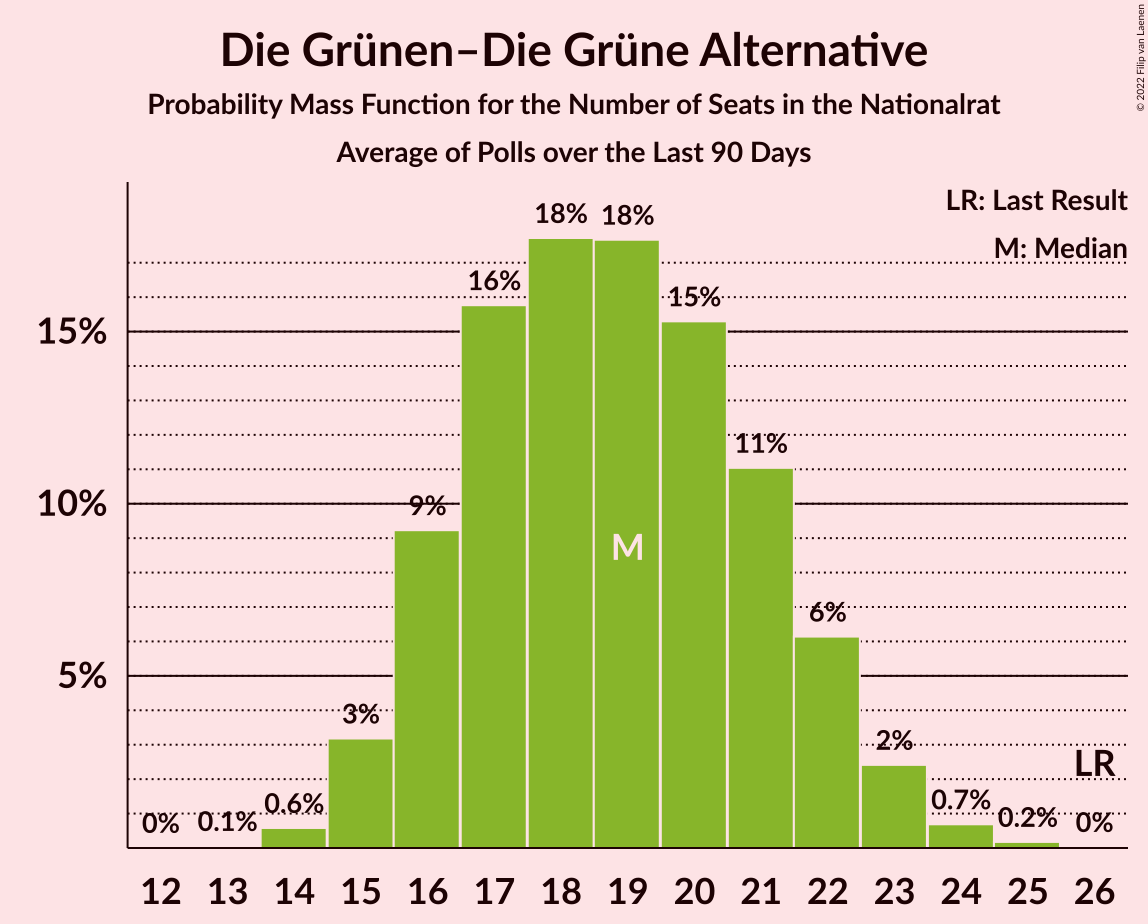 Die Grünen–Die Grüne Alternative
Probability Mass Function for the Number of Seats in the Nationalrat
Average of Polls over the Last 90 Days
© 2022 Filip van Laenen
LR: Last Result
M: Median
18% 18%
16%
15%
15%
11%
10%
9%
M
6%
5%
3%
2%
LR
0% 0.1% 0.6% 0.7% 0.2% 0%
12 13 14 15 16 17 18 19 20 21 22 23 24 25 26